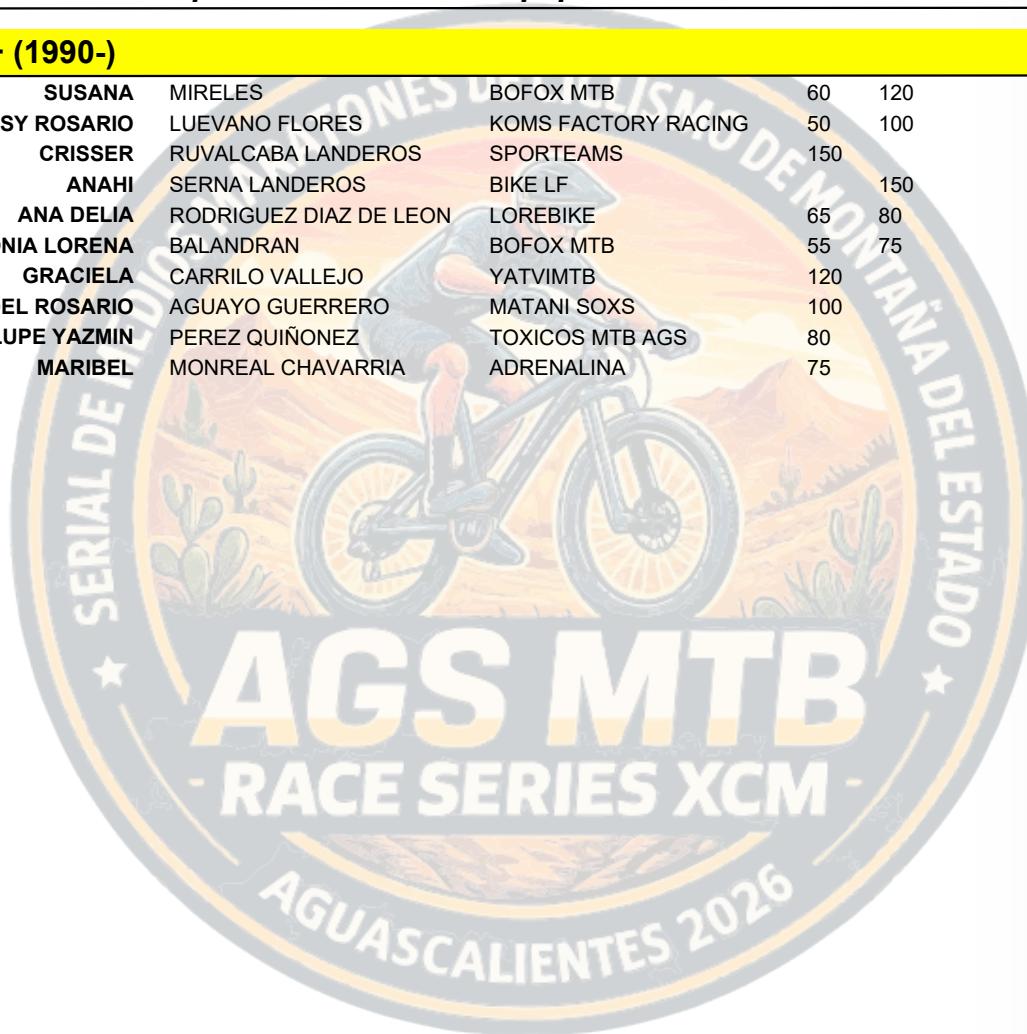 (1990-)
SUSANA MIRELES BOFOX MTB 60 120
SY ROSARIO LUEVANO FLORES KOMS FACTORY RACING 50 100
CRISSER RUVALCABA LANDEROS SPORTEAMS 150
ANAHI SERNA LANDEROS BIKE LF 150
ANA DELIA RODRIGUEZ DIAZ DE LEON LOREBIKE 65 80
NIA LORENA BALANDRAN BOFOX MTB 55 75
GRACIELA CARRILO VALLEJO YATVIMTB 120
DEL ROSARIO AGUAYO GUERRERO MATANI SOXS 100
LUPE YAZMIN PEREZ QUIÑONEZ TOXICOS MTB AGS 80
MARIBEL MONREAL CHAVARRIA ADRENALINA 75
SERIAL DE MEDIOS MARATONES DE CICLISMO DE MONTAÑA DEL ESTADO
AGS MTB
- RACE SERIES XCM -
AGUASCALIENTES 2026